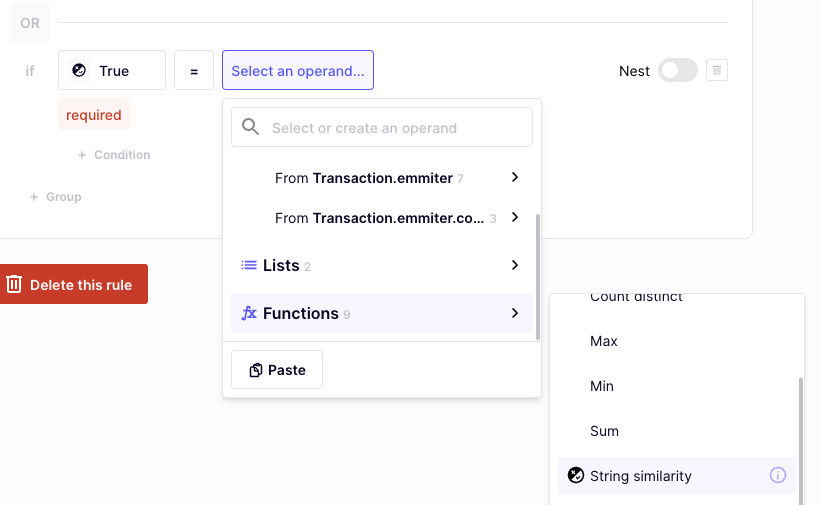 OR
if
True
=
Select an operand...
Nest
required
Select or create an operand
+ Condition
From Transaction.emmiter 7
+ Group
From Transaction.emmiter.co... 3
Lists 2
Delete this rule
Functions 9
Paste
Count distinct
Max
Min
Sum
String similarity